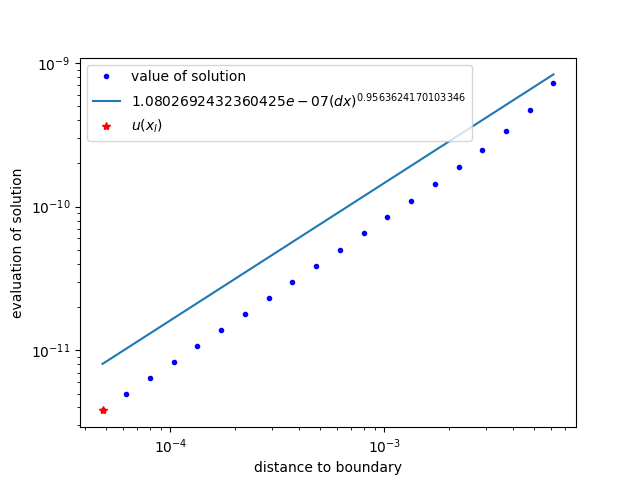 10⁻⁹
value of solution
1.0802692432360425e − 07(dx)^0.9563624170103346
u(x_l)
10⁻¹⁰
evaluation of solution
10⁻¹¹
10⁻⁴
10⁻³
distance to boundary